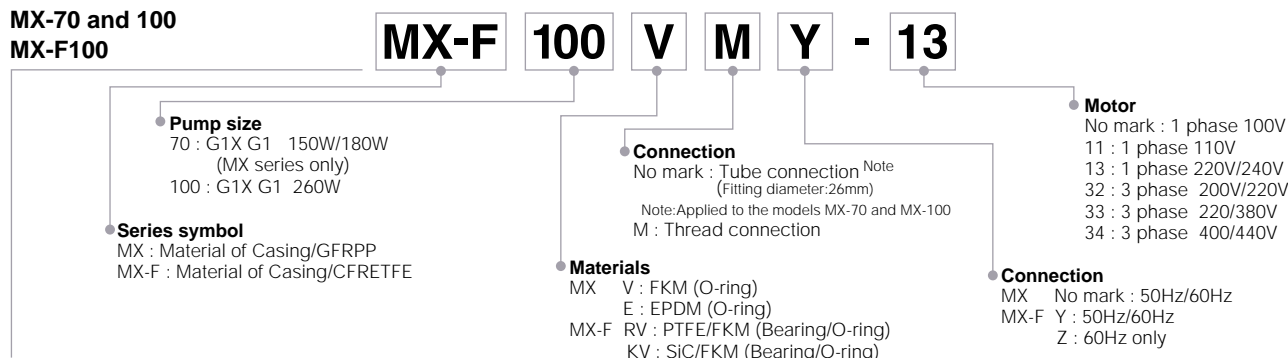 MX-70 and 100
MX-F100
MX-F 100 V M Y - 13
Pump size
70 : G1X G1 150W/180W
(MX series only)
100 : G1X G1 260W
Series symbol
MX : Material of Casing/GFRPP
MX-F : Material of Casing/CFRETFE
Connection
No mark : Tube connection Note
(Fitting diameter:26mm)
Note:Applied to the models MX-70 and MX-100
M : Thread connection
Materials
MX V : FKM (O-ring)
E : EPDM (O-ring)
MX-F RV : PTFE/FKM (Bearing/O-ring)
KV : SiC/FKM (Bearing/O-ring)
Motor
No mark : 1 phase 100V
11 : 1 phase 110V
13 : 1 phase 220V/240V
32 : 3 phase 200V/220V
33 : 3 phase 220/380V
34 : 3 phase 400/440V
Connection
MX No mark : 50Hz/60Hz
MX-F Y : 50Hz/60Hz
Z : 60Hz only